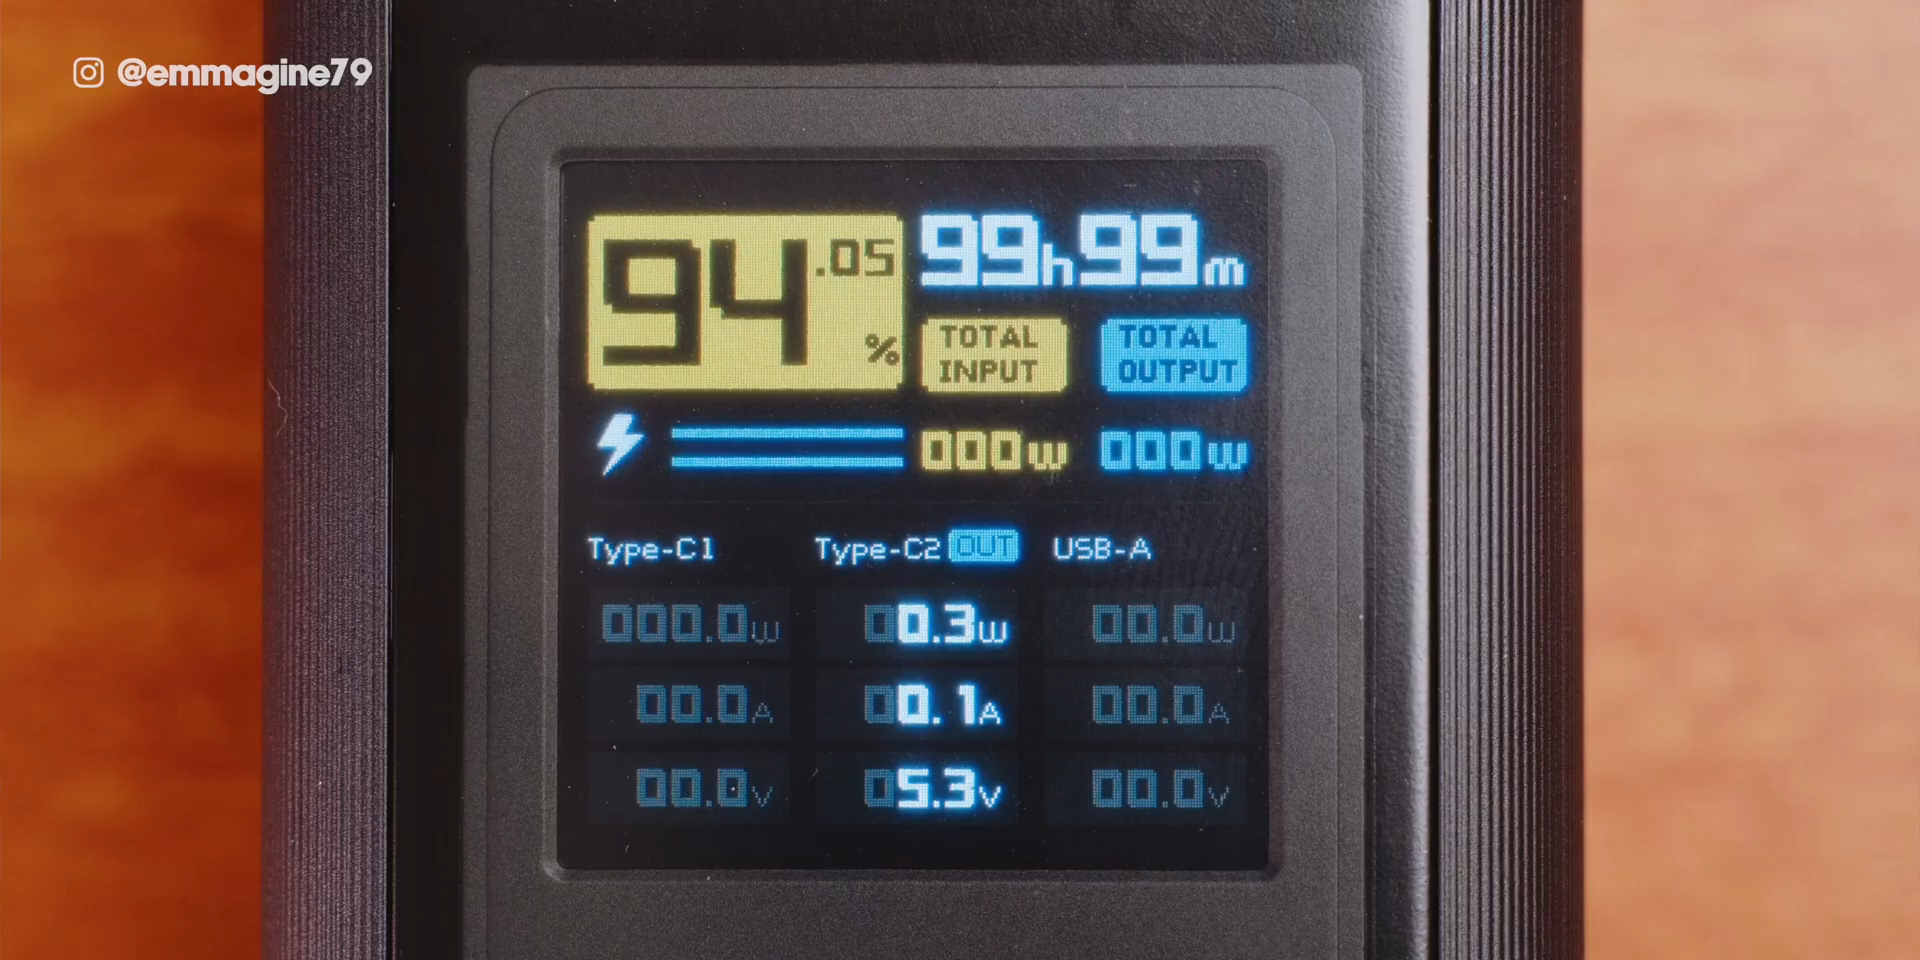 @emmagine79
94.05%
99h99m
TOTAL INPUT
TOTAL OUTPUT
000w
000w
Type-C1
Type-C2 OUT
USB-A
000.0W
00.3W
00.0W
00.0A
00.1A
00.0A
00.0V
05.3V
00.0V